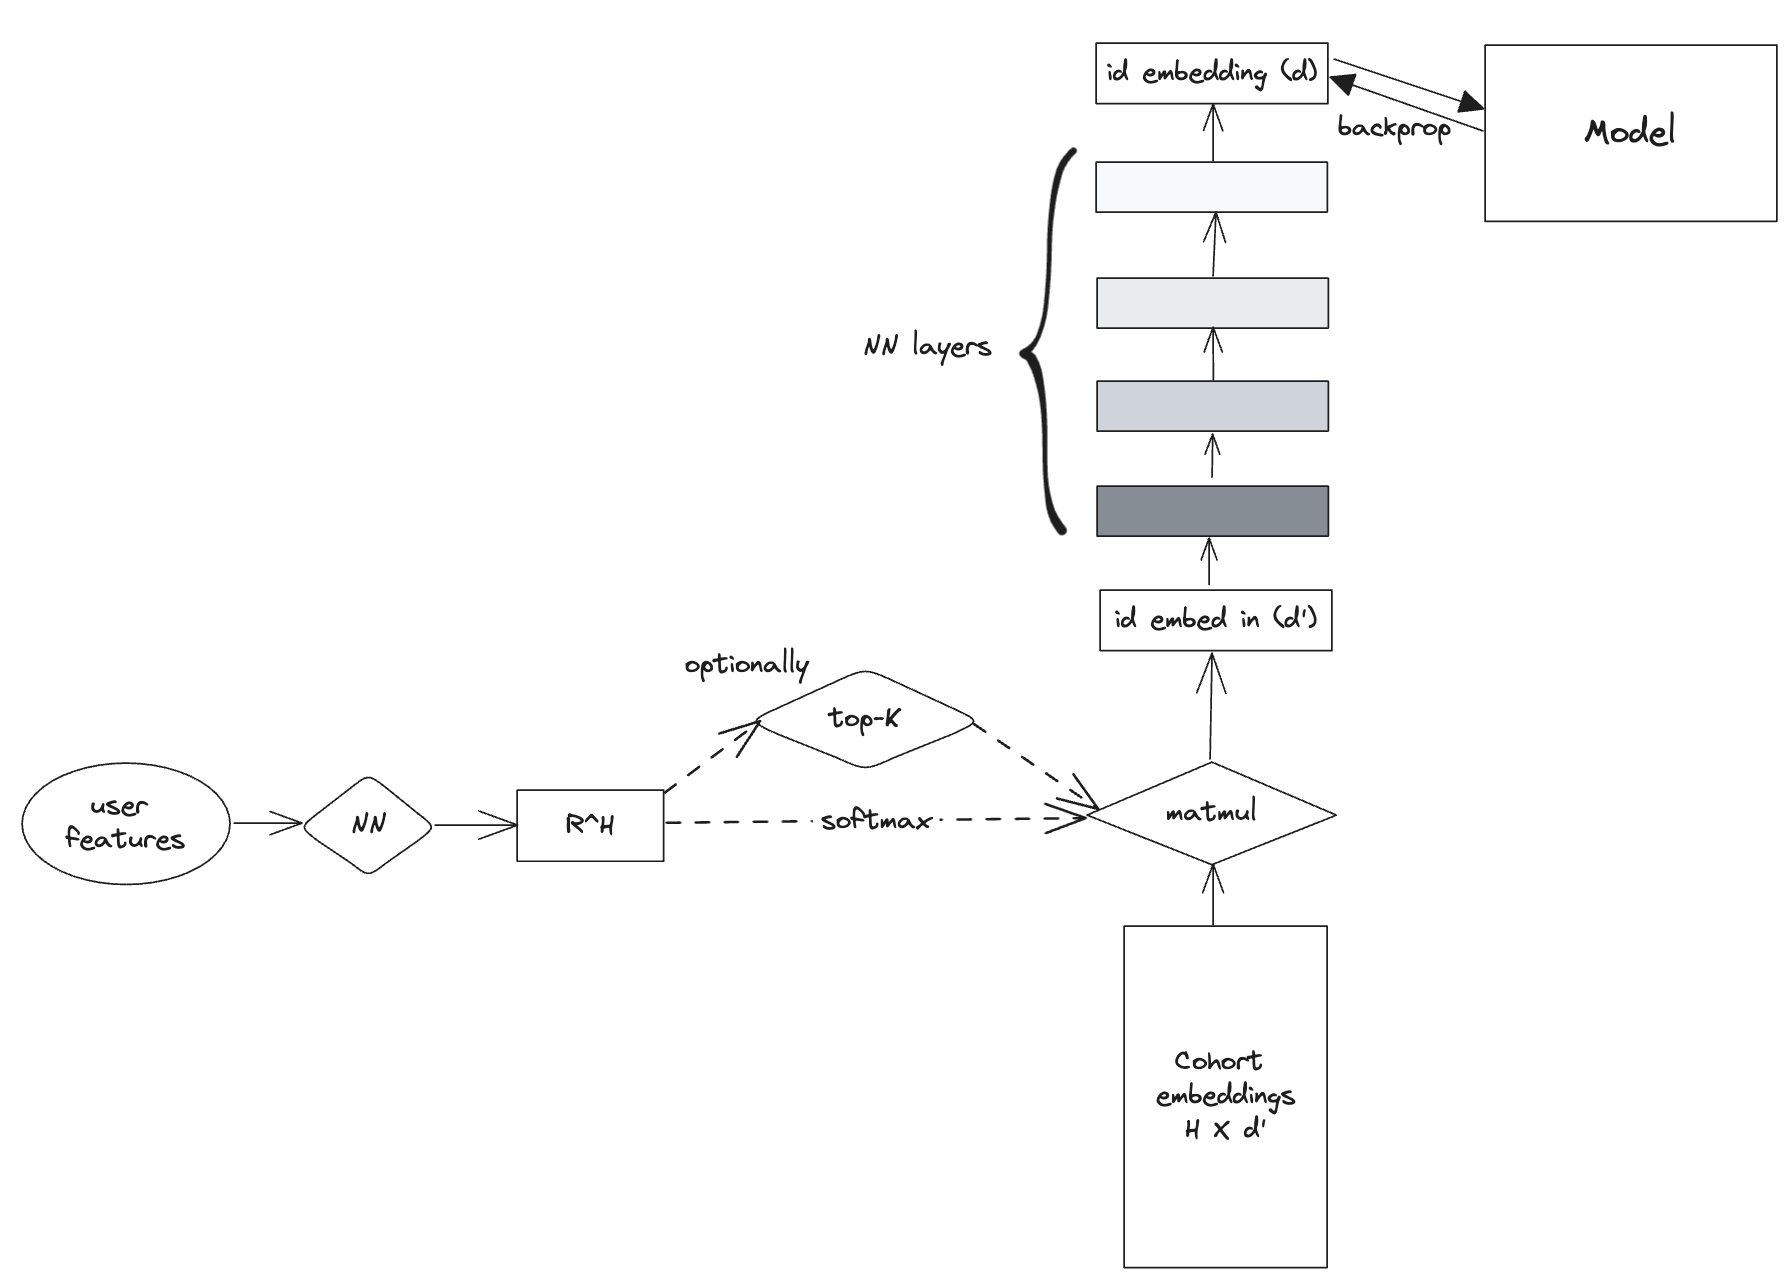 id embedding (d)
backprop
Model
NN layers
id embed in (d')
optionally
top-K
user
features
NN
R^H
softmax
matmul
Cohort
embeddings
H X d'